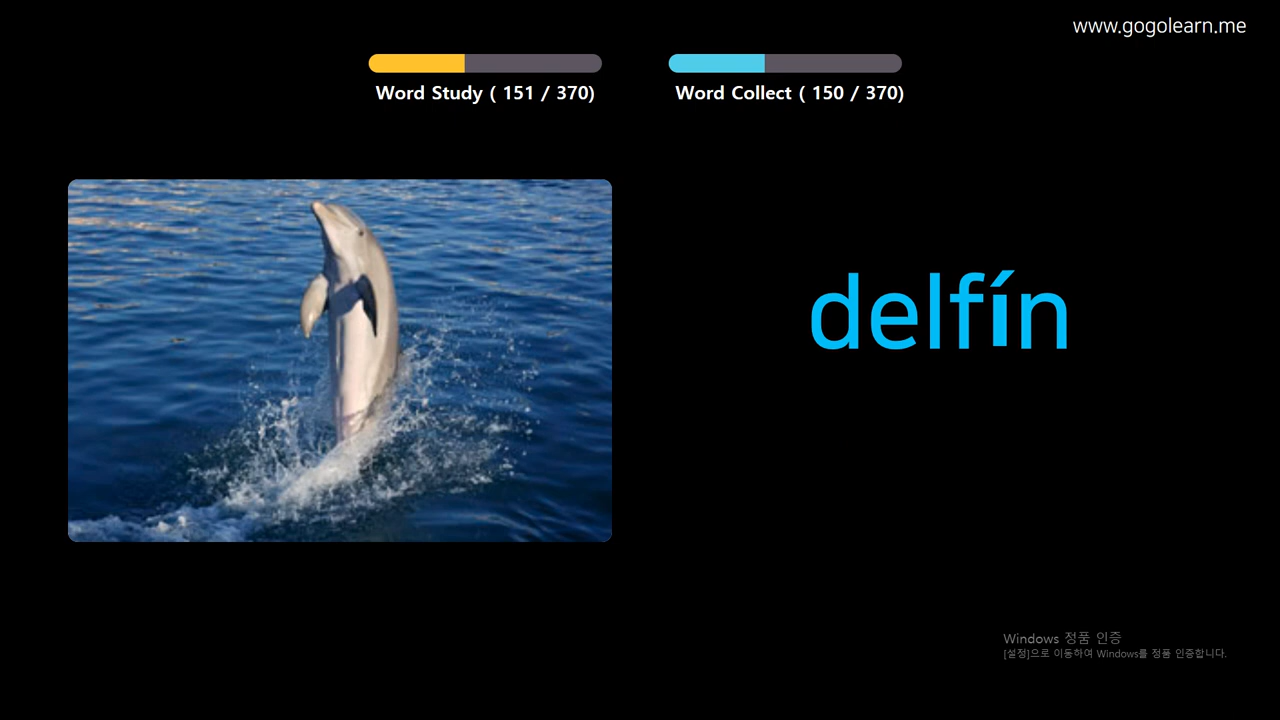 www.gogolearn.me
Word Study ( 151 / 370)
Word Collect ( 150 / 370)
delfín
Windows 정품 인증
[설정]으로 이동하여 Windows를 정품 인증합니다.